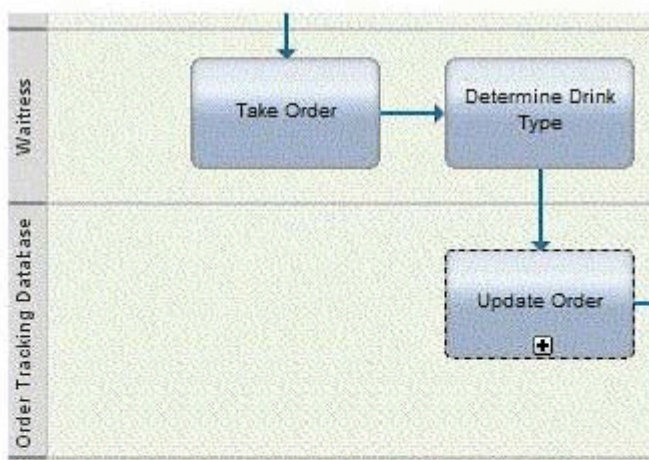 Waitress
Take Order
Determine Drink
Type
Order Tracking Database
Update Order